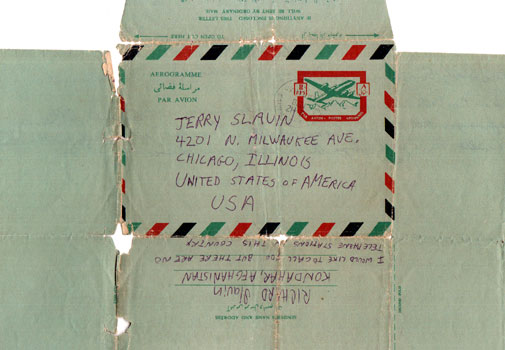 IF ANYTHING IS ENCLOSED THIS LETTER
WILL BE SENT BY ORDINARY MAIL
TO OPEN CUT HERE
AEROGRAMME
مراسلۀ فضائی
PAR AVION
JERRY SLAVIN
4201 N. MILWAUKEE AVE.
CHICAGO, ILLINOIS
UNITED STATES OF AMERICA
USA
SENDER'S NAME AND ADDRESS
RICHARD Slavin
KONDAHAR, AFGHANISTAN
I WOULD LIKE TO CALL YOU BUT THERE ARE NO
TELEPHONE STATIONS IN THIS COUNTRY